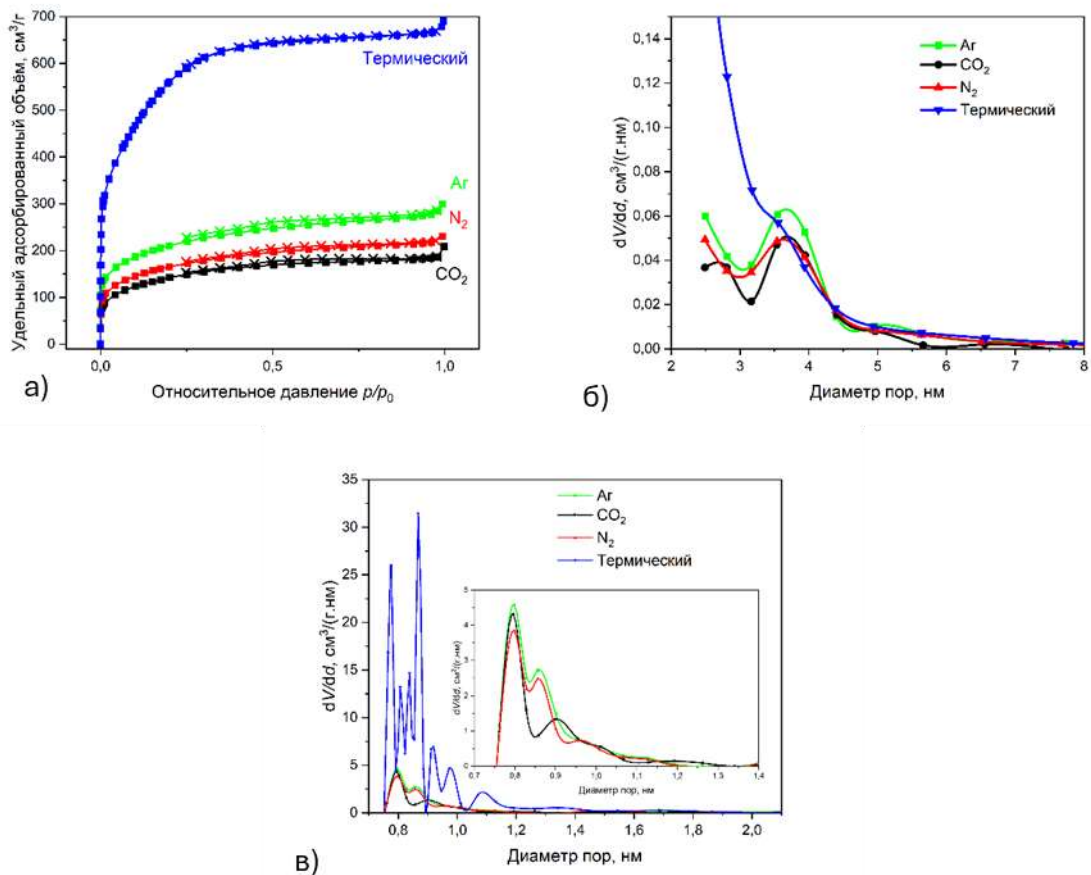 Удельный адсорбированный объём, см³/г
700
600
500
400
300
200
100
0
Термический
Ar
N₂
CO₂
0,0
0,5
1,0
Относительное давление p/p₀
а)
dV/dd, см³/(г.нм)
0,14
0,12
0,10
0,08
0,06
0,04
0,02
0,00
Ar
CO₂
N₂
Термический
2
3
4
5
6
7
8
Диаметр пор, нм
б)
dV/dd, см³/(г.нм)
35
30
25
20
15
10
5
0
Ar
CO₂
N₂
Термический
dV/dd, см³/(г.нм)
5
4
3
2
1
0
0,7
0,8
0,9
1,0
1,1
1,2
1,3
1,4
Диаметр пор, нм
0,8
1,0
1,2
1,4
1,6
1,8
2,0
Диаметр пор, нм
в)